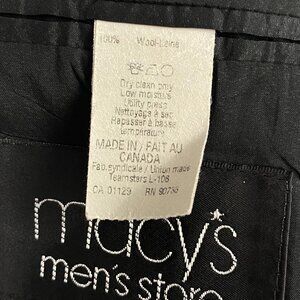 100% Wool-Laine
Dry clean only
Low moisture
Utility press
Nettoyage à sec
Repasser à basse
température
MADE IN / FAIT AU
CANADA
Fab. syndicale / Union made
Teamsters L-106
CA 01129 RN 90785
macy's
men's store